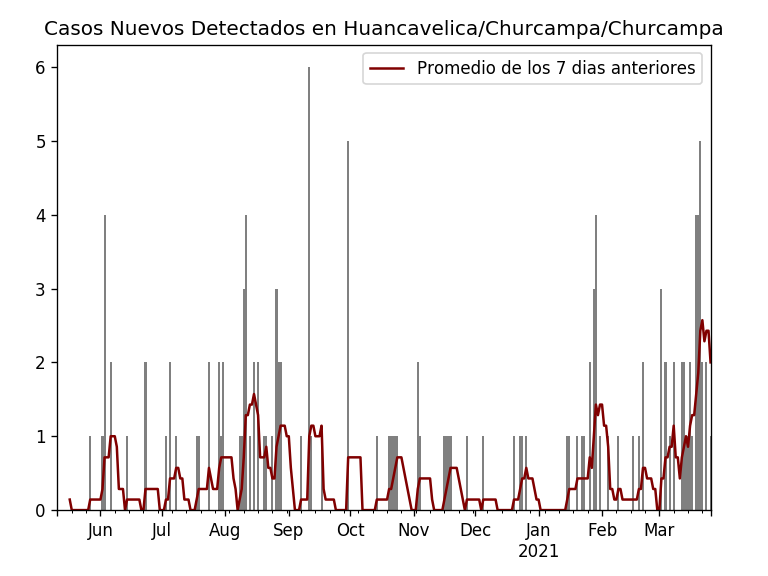 Casos Nuevos Detectados en Huancavelica/Churcampa/Churcampa
Promedio de los 7 dias anteriores
6
5
4
3
2
1
0
Jun Jul Aug Sep Oct Nov Dec Jan Feb Mar
2021